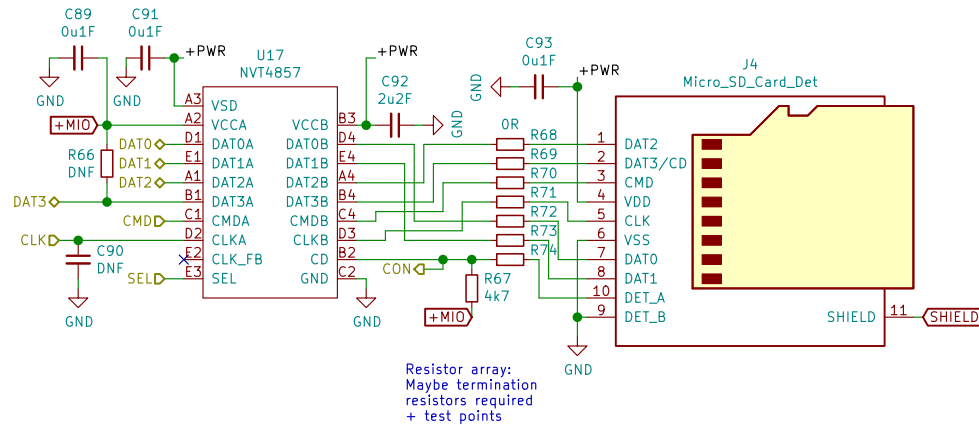 C89
0u1F
C91
0u1F
+PWR
GND
GND
+MIO
R66
DNF
DAT0
DAT1
DAT2
DAT3
CMD
CLK
C90
DNF
GND
SEL
U17
NVT4857
A3 VSD
A2 VCCA
D1 DAT0A
E1 DAT1A
A1 DAT2A
B1 DAT3A
C1 CMDA
D2 CLKA
E2 CLK_FB
E3 SEL
VCCB B3
DAT0B D4
DAT1B E4
DAT2B A4
DAT3B B4
CMDB C4
CLKB D3
CD B2
GND C2
GND
+PWR
C92
2u2F
GND
CON
R67
4k7
+MIO
GND
C93
0u1F
+PWR
0R
R68
R69
R70
R71
R72
R73
R74
J4
Micro_SD_Card_Det
1 DAT2
2 DAT3/CD
3 CMD
4 VDD
5 CLK
6 VSS
7 DAT0
8 DAT1
10 DET_A
9 DET_B
SHIELD 11
SHIELD
GND
Resistor array:
Maybe termination
resistors required
+ test points